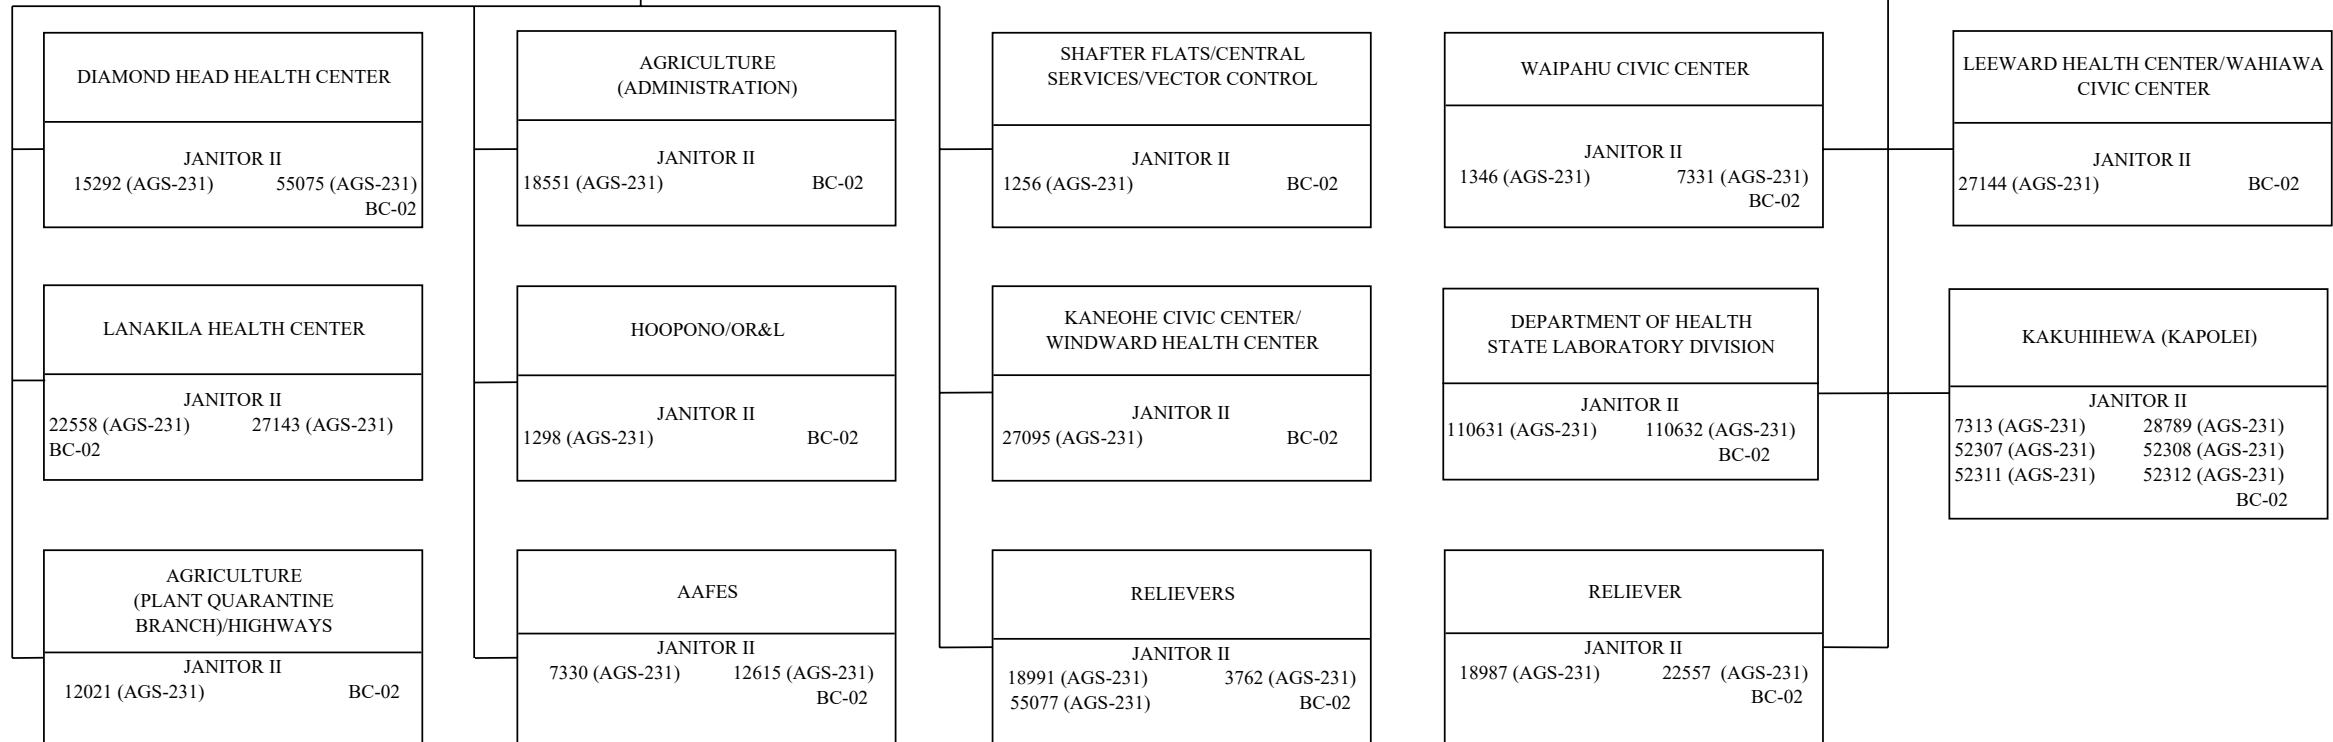 DIAMOND HEAD HEALTH CENTER
JANITOR II
15292 (AGS-231) 55075 (AGS-231)
BC-02
AGRICULTURE
(ADMINISTRATION)
JANITOR II
18551 (AGS-231) BC-02
SHAFTER FLATS/CENTRAL
SERVICES/VECTOR CONTROL
JANITOR II
1256 (AGS-231) BC-02
WAIPAHU CIVIC CENTER
JANITOR II
1346 (AGS-231) 7331 (AGS-231)
BC-02
LEEWARD HEALTH CENTER/WAHIAWA
CIVIC CENTER
JANITOR II
27144 (AGS-231) BC-02
LANAKILA HEALTH CENTER
JANITOR II
22558 (AGS-231) 27143 (AGS-231)
BC-02
HOOPONO/OR&L
JANITOR II
1298 (AGS-231) BC-02
KANEOHE CIVIC CENTER/
WINDWARD HEALTH CENTER
JANITOR II
27095 (AGS-231) BC-02
DEPARTMENT OF HEALTH
STATE LABORATORY DIVISION
JANITOR II
110631 (AGS-231) 110632 (AGS-231)
BC-02
KAKUHIHEWA (KAPOLEI)
JANITOR II
7313 (AGS-231) 28789 (AGS-231)
52307 (AGS-231) 52308 (AGS-231)
52311 (AGS-231) 52312 (AGS-231)
BC-02
AGRICULTURE
(PLANT QUARANTINE
BRANCH)/HIGHWAYS
JANITOR II
12021 (AGS-231) BC-02
AAFES
JANITOR II
7330 (AGS-231) 12615 (AGS-231)
BC-02
RELIEVERS
JANITOR II
18991 (AGS-231) 3762 (AGS-231)
55077 (AGS-231) BC-02
RELIEVER
JANITOR II
18987 (AGS-231) 22557 (AGS-231)
BC-02